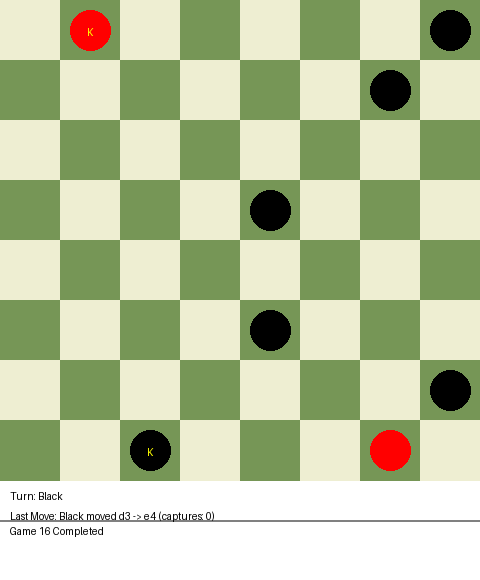 K
K
Turn: Black
Last Move: Black moved d3 -> e4 (captures: 0)
Game 16 Completed